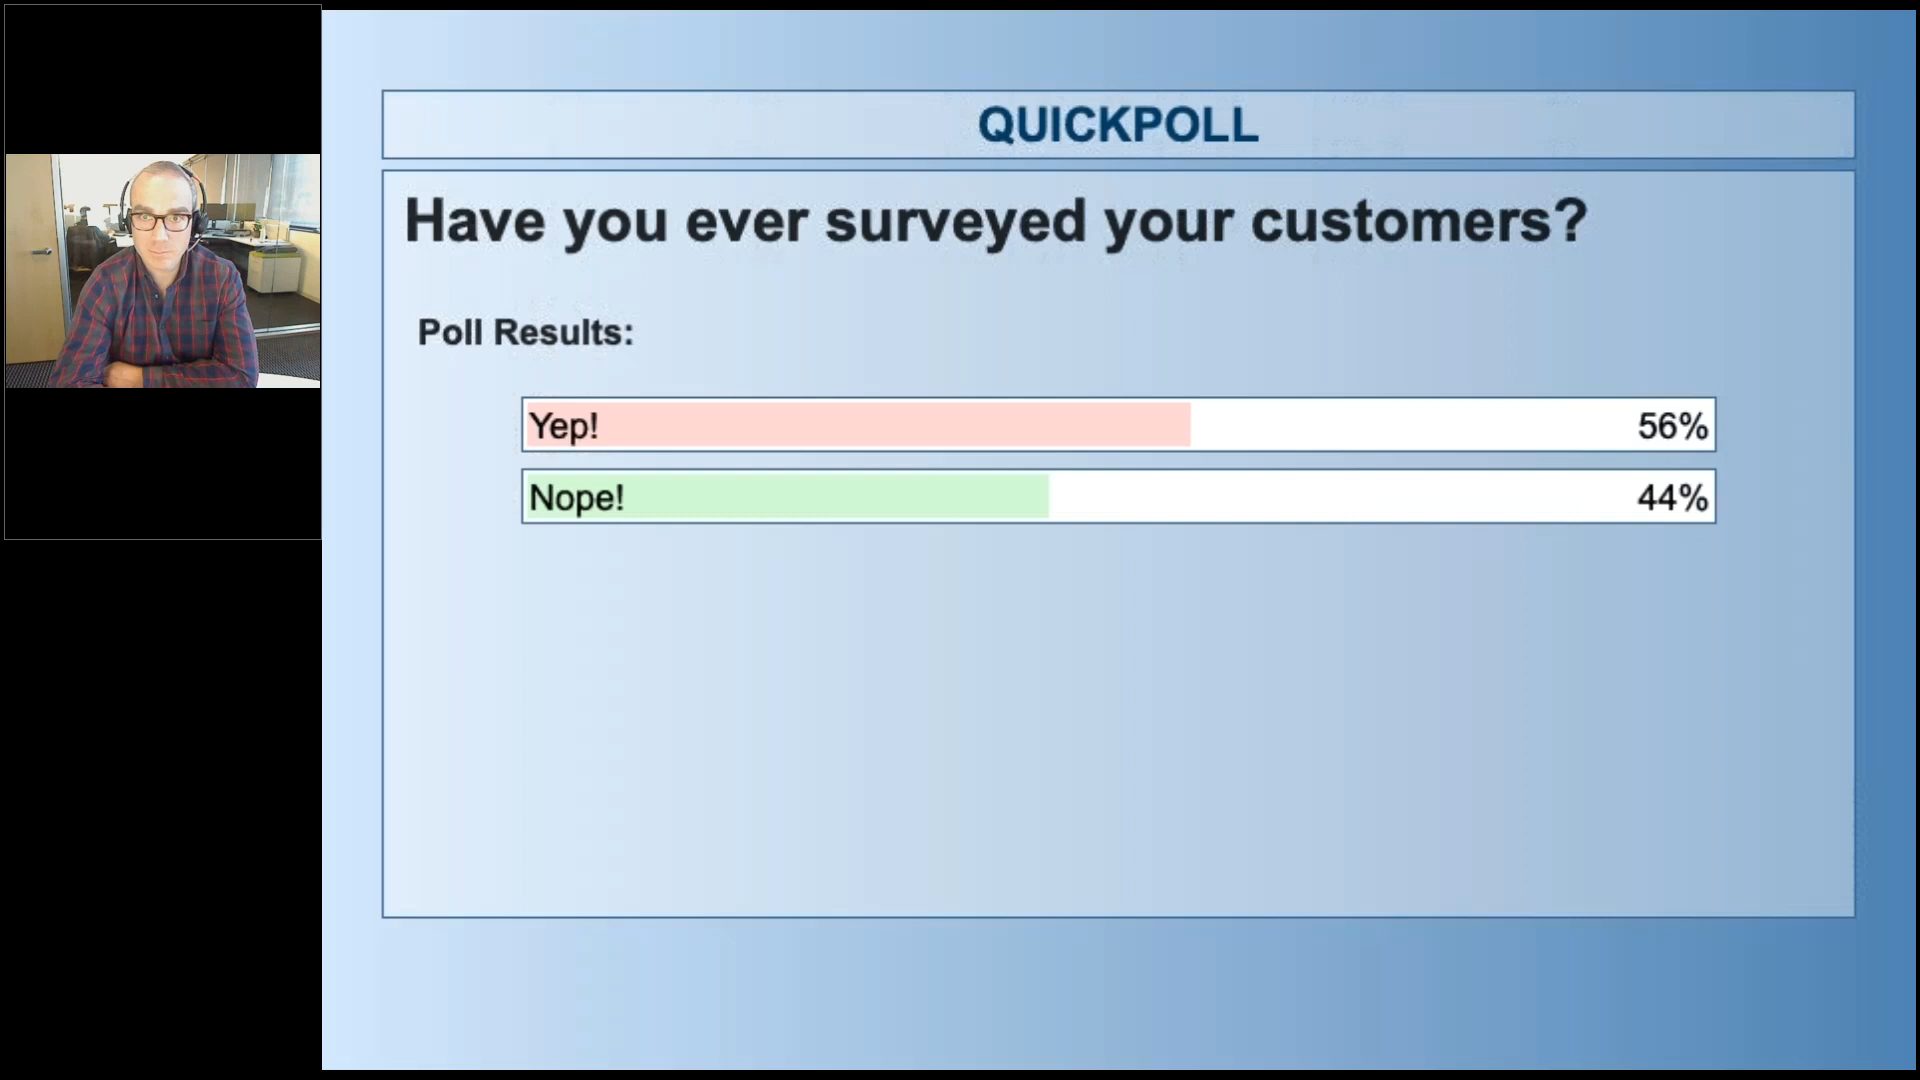 QUICKPOLL
Have you ever surveyed your customers?
Poll Results:
Yep! 56%
Nope! 44%